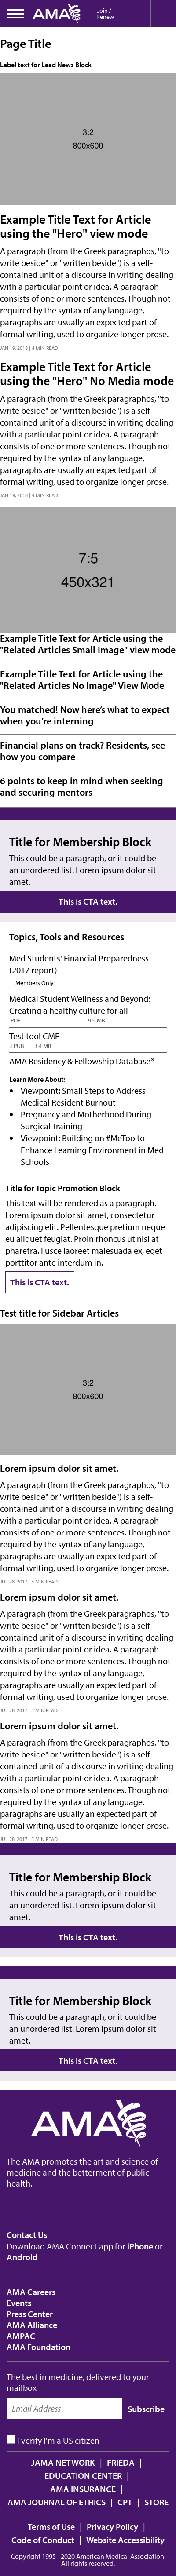 AMA
Join /
Renew
Page Title
Label text for Lead News Block
3:2
800x600
Example Title Text for Article
using the "Hero" view mode
A paragraph (from the Greek paragraphos, "to
write beside" or "written beside") is a self-
contained unit of a discourse in writing dealing
with a particular point or idea. A paragraph
consists of one or more sentences. Though not
required by the syntax of any language,
paragraphs are usually an expected part of
formal writing, used to organize longer prose.
JAN 19, 2018 | 4 MIN READ
Example Title Text for Article
using the "Hero" No Media mode
A paragraph (from the Greek paragraphos, "to
write beside" or "written beside") is a self-
contained unit of a discourse in writing dealing
with a particular point or idea. A paragraph
consists of one or more sentences. Though not
required by the syntax of any language,
paragraphs are usually an expected part of
formal writing, used to organize longer prose.
JAN 19, 2018 | 4 MIN READ
7:5
450x321
Example Title Text for Article using the
"Related Articles Small Image" view mode
Example Title Text for Article using the
"Related Articles No Image" View Mode
You matched! Now here's what to expect
when you're interning
Financial plans on track? Residents, see
how you compare
6 points to keep in mind when seeking
and securing mentors
Title for Membership Block
This could be a paragraph, or it could be
an unordered list. Lorem ipsum dolor sit
amet.
This is CTA text.
Topics, Tools and Resources
Med Students' Financial Preparedness
(2017 report)
Members Only
Medical Student Wellness and Beyond:
Creating a healthy culture for all
.PDF 9.9 MB
Test tool CME
.EPUB 3.4 MB
AMA Residency & Fellowship Database®
Learn More About:
• Viewpoint: Small Steps to Address
Medical Resident Burnout
• Pregnancy and Motherhood During
Surgical Training
• Viewpoint: Building on #MeToo to
Enhance Learning Environment in Med
Schools
Title for Topic Promotion Block
This text will be rendered as a paragraph.
Lorem ipsum dolor sit amet, consectetur
adipiscing elit. Pellentesque pretium neque
eu aliquet feugiat. Proin rhoncus ut nisi at
pharetra. Fusce laoreet malesuada ex, eget
porttitor ante interdum in.
This is CTA text.
Test title for Sidebar Articles
3:2
800x600
Lorem ipsum dolor sit amet.
A paragraph (from the Greek paragraphos, "to
write beside" or "written beside") is a self-
contained unit of a discourse in writing dealing
with a particular point or idea. A paragraph
consists of one or more sentences. Though not
required by the syntax of any language,
paragraphs are usually an expected part of
formal writing, used to organize longer prose.
JUL 28, 2017 | 5 MIN READ
Lorem ipsum dolor sit amet.
A paragraph (from the Greek paragraphos, "to
write beside" or "written beside") is a self-
contained unit of a discourse in writing dealing
with a particular point or idea. A paragraph
consists of one or more sentences. Though not
required by the syntax of any language,
paragraphs are usually an expected part of
formal writing, used to organize longer prose.
JUL 28, 2017 | 5 MIN READ
Lorem ipsum dolor sit amet.
A paragraph (from the Greek paragraphos, "to
write beside" or "written beside") is a self-
contained unit of a discourse in writing dealing
with a particular point or idea. A paragraph
consists of one or more sentences. Though not
required by the syntax of any language,
paragraphs are usually an expected part of
formal writing, used to organize longer prose.
JUL 28, 2017 | 5 MIN READ
Title for Membership Block
This could be a paragraph, or it could be
an unordered list. Lorem ipsum dolor sit
amet.
This is CTA text.
Title for Membership Block
This could be a paragraph, or it could be
an unordered list. Lorem ipsum dolor sit
amet.
This is CTA text.
AMA
The AMA promotes the art and science of
medicine and the betterment of public
health.
Contact Us
Download AMA Connect app for iPhone or
Android
AMA Careers
Events
Press Center
AMA Alliance
AMPAC
AMA Foundation
The best in medicine, delivered to your
mailbox
Email Address
Subscribe
I verify I'm a US citizen
JAMA NETWORK | FRIEDA |
EDUCATION CENTER |
AMA INSURANCE |
AMA JOURNAL OF ETHICS | CPT | STORE
Terms of Use | Privacy Policy |
Code of Conduct | Website Accessibility
Copyright 1995 - 2020 American Medical Association.
All rights reserved.